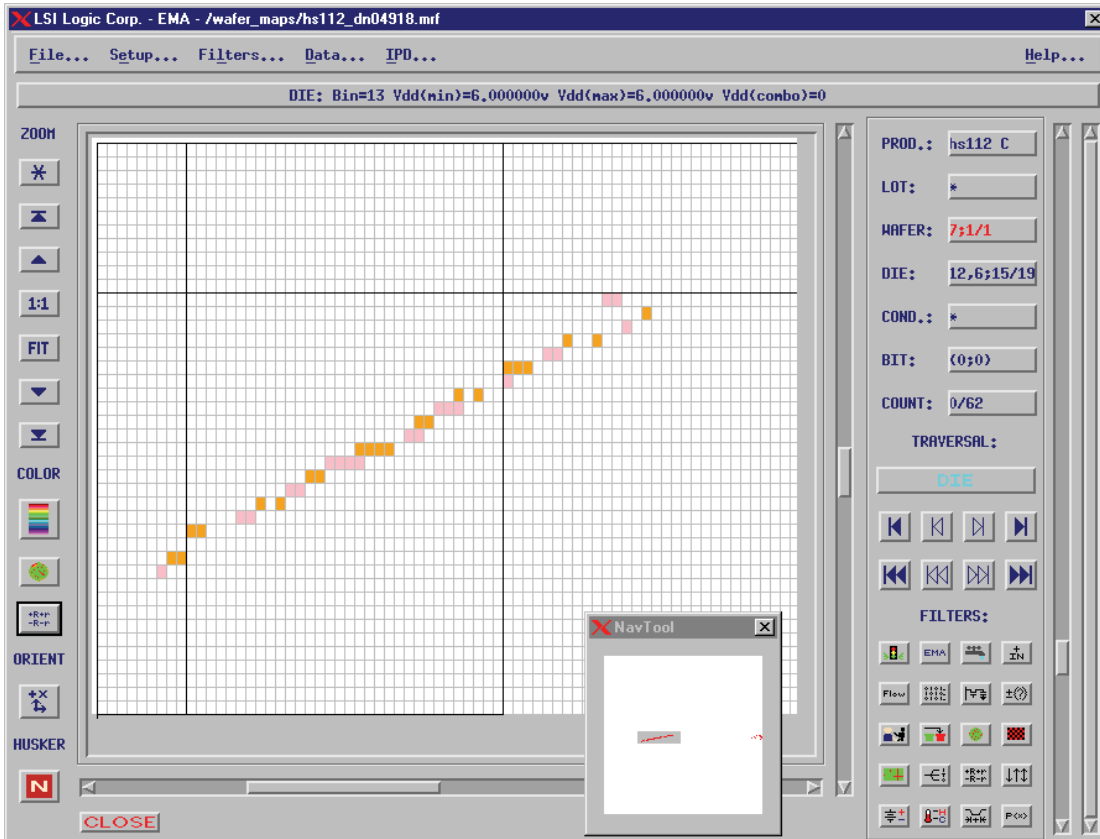 LSI Logic Corp. - EMA - /wafer_maps/hs112_dn04918.mrf
File... Setup... Filters... Data... IPD... Help...
DIE: Bin=13 Vdd(min)=6.000000v Vdd(max)=6.000000v Vdd(combo)=0
ZOOM
1:1
FIT
COLOR
+R+r
-R-r
ORIENT
+X
HUSKER
N
CLOSE
NavTool
PROD.: hs112 C
LOT: *
WAFER: 7;1/1
DIE: 12,6;15/19
COND.: *
BIT: (0;0)
COUNT: 0/62
TRAVERSAL:
DIE
FILTERS:
EMA
+
IN
Flow
±(?)
+R+r
-R-r
H
C
P(x)